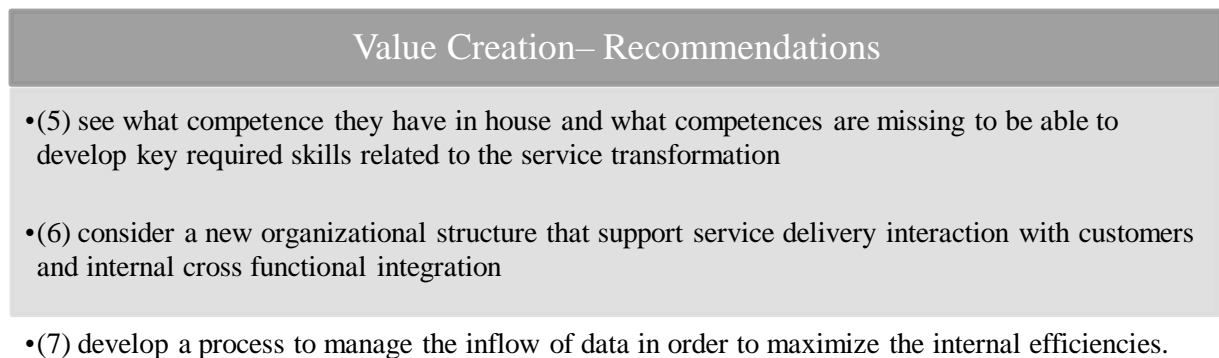 Value Creation– Recommendations
•(5) see what competence they have in house and what competences are missing to be able to
develop key required skills related to the service transformation
•(6) consider a new organizational structure that support service delivery interaction with customers
and internal cross functional integration
•(7) develop a process to manage the inflow of data in order to maximize the internal efficiencies.